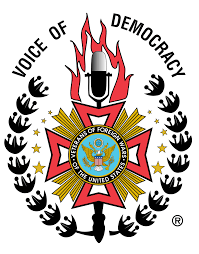 VOICE OF DEMOCRACY
VETERANS OF FOREIGN WARS
OF THE UNITED STATES
®